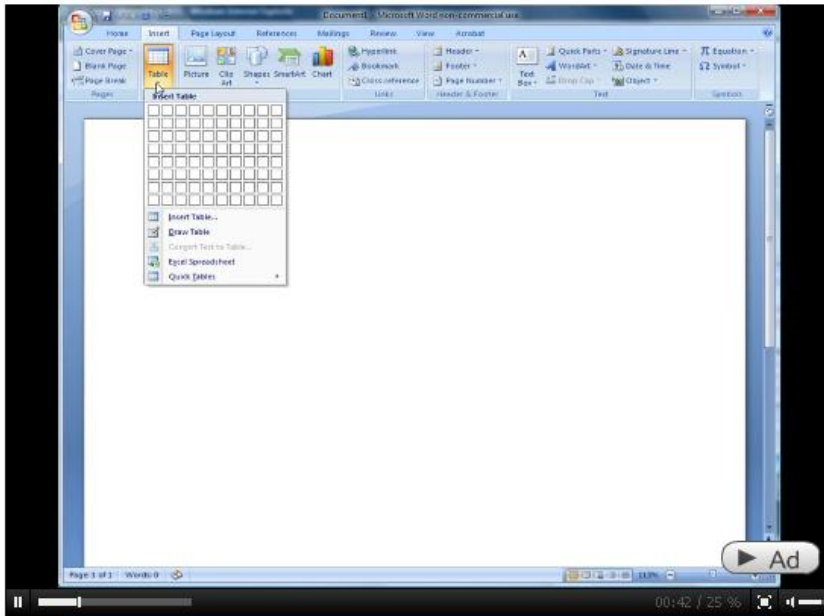 Document1 - Microsoft Word non-commercial use
Home Insert Page Layout References Mailings Review View Acrobat
Cover Page Hyperlink Header Quick Parts Signature Line Equation
Blank Page Bookmark Footer WordArt Date & Time Symbol
Page Break Cross-reference Page Number Drop Cap Object
Table Picture Clip Art Shapes SmartArt Chart Text Box
Pages Links Header & Footer Text Symbols
Insert Table
Insert Table...
Draw Table
Convert Text to Table...
Excel Spreadsheet
Quick Tables
Page 1 of 1 Words: 0 113%
Ad
00:42 / 25 %